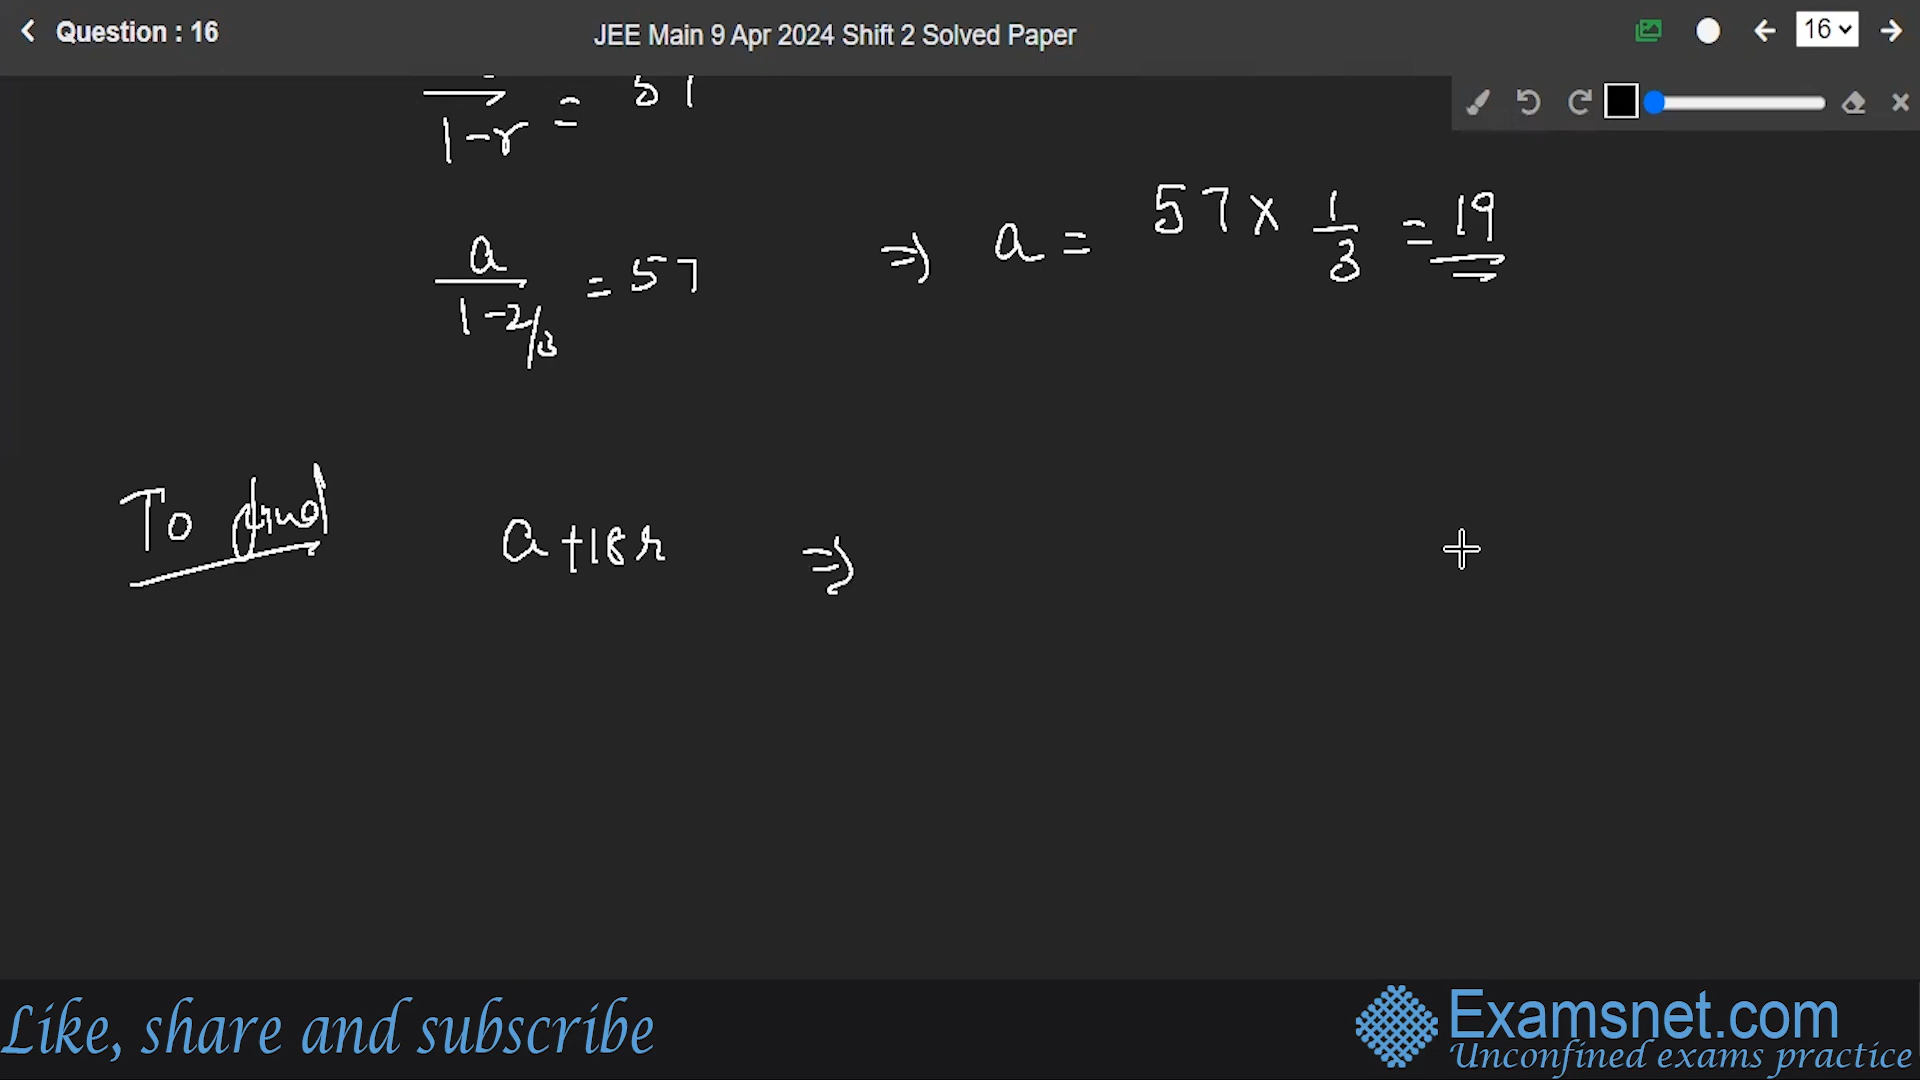 Question : 16
JEE Main 9 Apr 2024 Shift 2 Solved Paper
16
1-r = 57
a/(1-2/3) = 57 ⇒ a = 57 x 1/3 = 19
To find a+18r ⇒
Like, share and subscribe
Examsnet.com
Unconfined exams practice